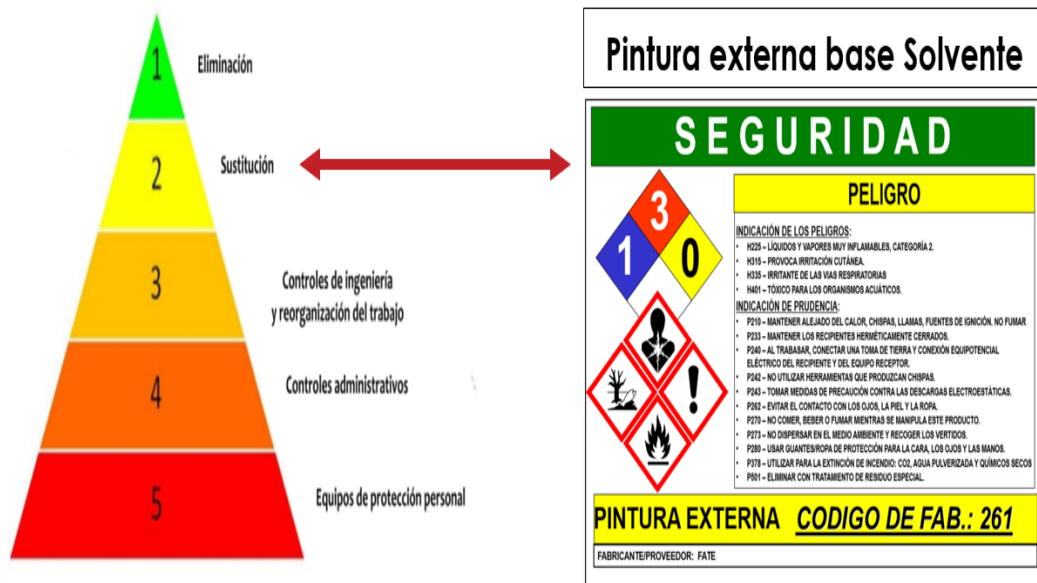 1
Eliminación
2
Sustitución
3
Controles de ingeniería
y reorganización del trabajo
4
Controles administrativos
5
Equipos de protección personal
Pintura externa base Solvente
SEGURIDAD
3
1
0
PELIGRO
INDICACIÓN DE LOS PELIGROS:
• H225 – LÍQUIDOS Y VAPORES MUY INFLAMABLES, CATEGORÍA 2.
• H315 – PROVOCA IRRITACIÓN CUTÁNEA.
• H335 – IRRITANTE DE LAS VIAS RESPIRATORIAS
• H401 – TÓXICO PARA LOS ORGANISMOS ACUÁTICOS.
INDICACIÓN DE PRUDENCIA:
• P210 – MANTENER ALEJADO DEL CALOR, CHISPAS, LLAMAS, FUENTES DE IGNICIÓN. NO FUMAR
• P233 – MANTENER LOS RECIPIENTES HERMÉTICAMENTE CERRADOS.
• P240 – AL TRABASAR, CONECTAR UNA TOMA DE TIERRA Y CONEXIÓN EQUIPOTENCIAL
ELÉCTRICO DEL RECIPIENTE Y DEL EQUIPO RECEPTOR.
• P242 – NO UTILIZAR HERRAMIENTAS QUE PRODUZCAN CHISPAS.
• P243 – TOMAR MEDIDAS DE PRECAUCIÓN CONTRA LAS DESCARGAS ELECTROESTÁTICAS.
• P262 – EVITAR EL CONTACTO CON LOS OJOS, LA PIEL Y LA ROPA.
• P270 – NO COMER, BEBER O FUMAR MIENTRAS SE MANIPULA ESTE PRODUCTO.
• P273 – NO DISPERSAR EN EL MEDIO AMBIENTE Y RECOGER LOS VERTIDOS.
• P280 – USAR GUANTES/ROPA DE PROTECCIÓN PARA LA CARA, LOS OJOS Y LAS MANOS.
• P378 – UTILIZAR PARA LA EXTINCIÓN DE INCENDIO: CO2, AGUA PULVERIZADA Y QUÍMICOS SECOS
• P501 – ELIMINAR CON TRATAMIENTO DE RESIDUO ESPECIAL.
PINTURA EXTERNA CODIGO DE FAB.: 261
FABRICANTE/PROVEEDOR: FATE